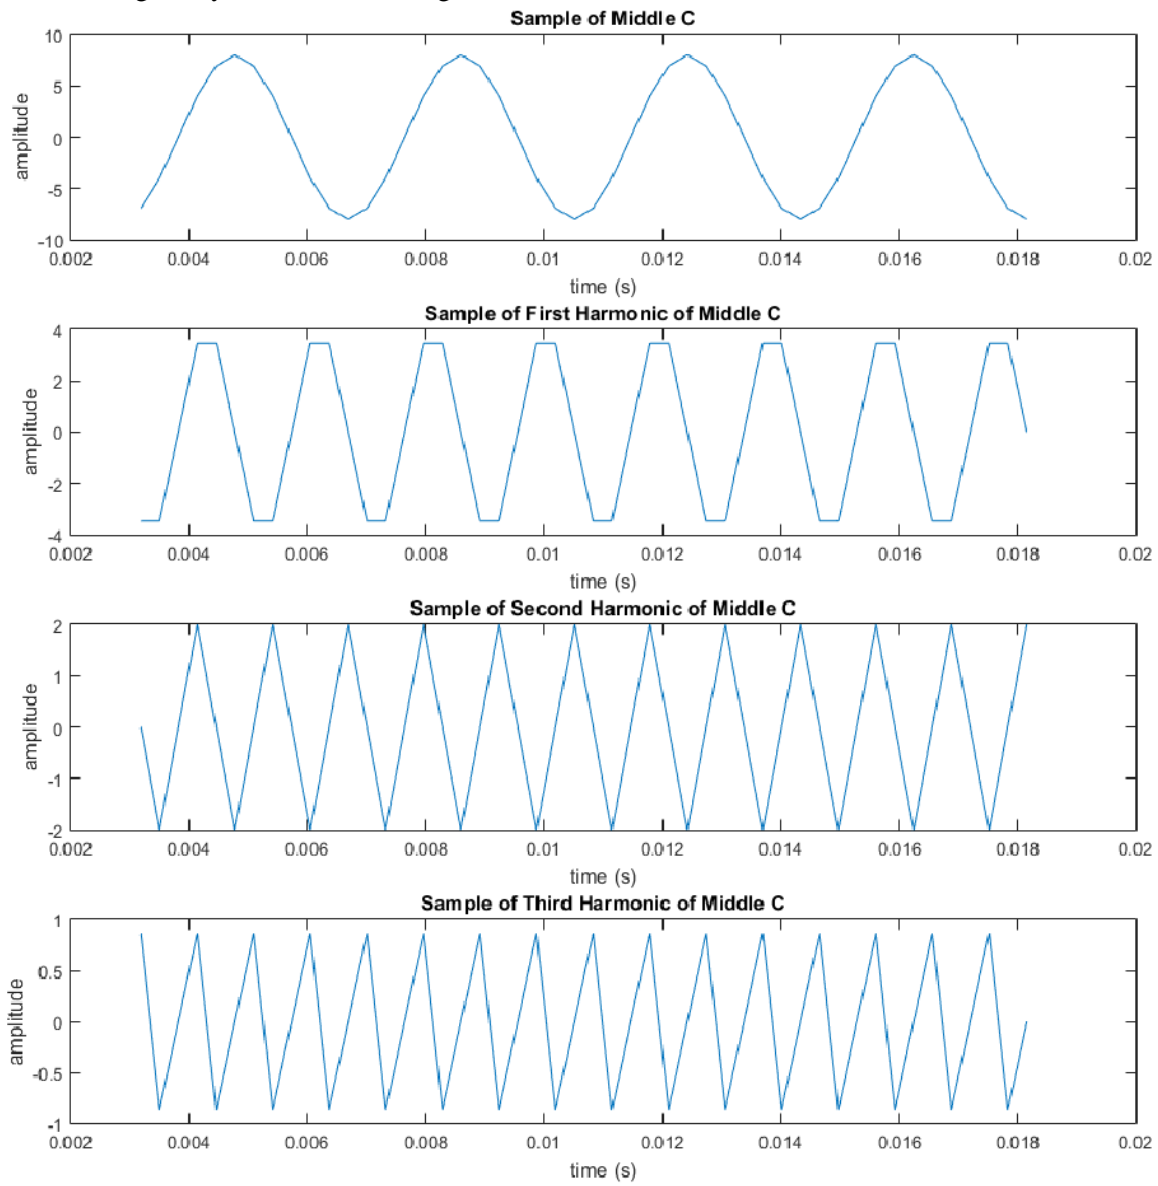 Sample of Middle C
10
5
0
-5
-10
amplitude
0.002 0.004 0.006 0.008 0.01 0.012 0.014 0.016 0.018 0.02
time (s)
Sample of First Harmonic of Middle C
4
2
0
-2
-4
amplitude
0.002 0.004 0.006 0.008 0.01 0.012 0.014 0.016 0.018 0.02
time (s)
Sample of Second Harmonic of Middle C
2
1
0
-1
-2
amplitude
0.002 0.004 0.006 0.008 0.01 0.012 0.014 0.016 0.018 0.02
time (s)
Sample of Third Harmonic of Middle C
1
0.5
0
-0.5
-1
amplitude
0.002 0.004 0.006 0.008 0.01 0.012 0.014 0.016 0.018 0.02
time (s)